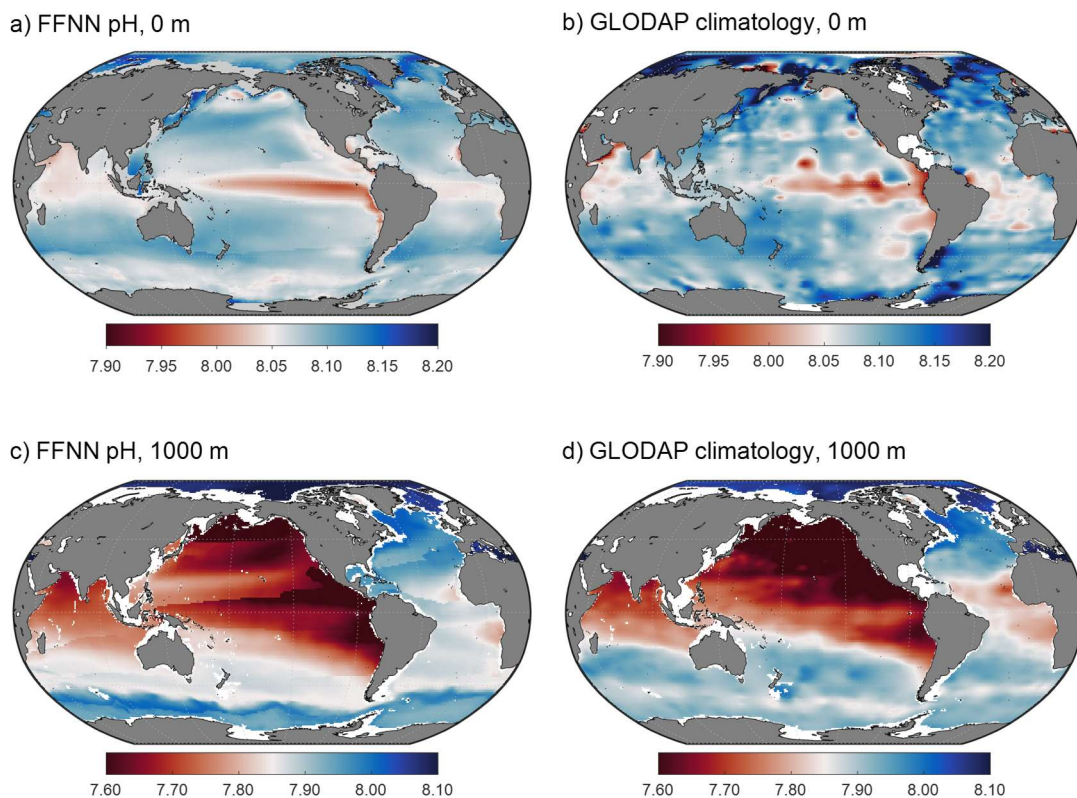 a) FFNN pH, 0 m
b) GLODAP climatology, 0 m
7.90 7.95 8.00 8.05 8.10 8.15 8.20
7.90 7.95 8.00 8.05 8.10 8.15 8.20
c) FFNN pH, 1000 m
d) GLODAP climatology, 1000 m
7.60 7.70 7.80 7.90 8.00 8.10
7.60 7.70 7.80 7.90 8.00 8.10